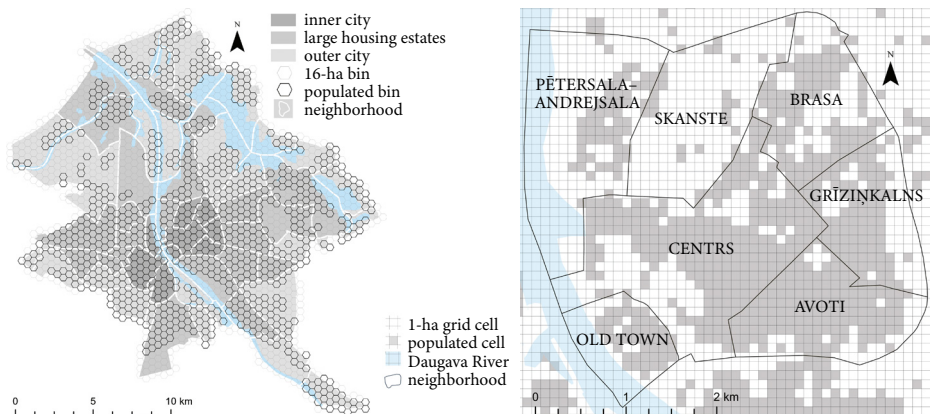 N
inner city
large housing estates
outer city
16-ha bin
populated bin
neighborhood
0 5 10 km
N
PĒTERSALA–
ANDREJSALA
SKANSTE
BRASA
GRĪZIŅKALNS
CENTRS
AVOTI
OLD TOWN
1-ha grid cell
populated cell
Daugava River
neighborhood
0 1 2 km